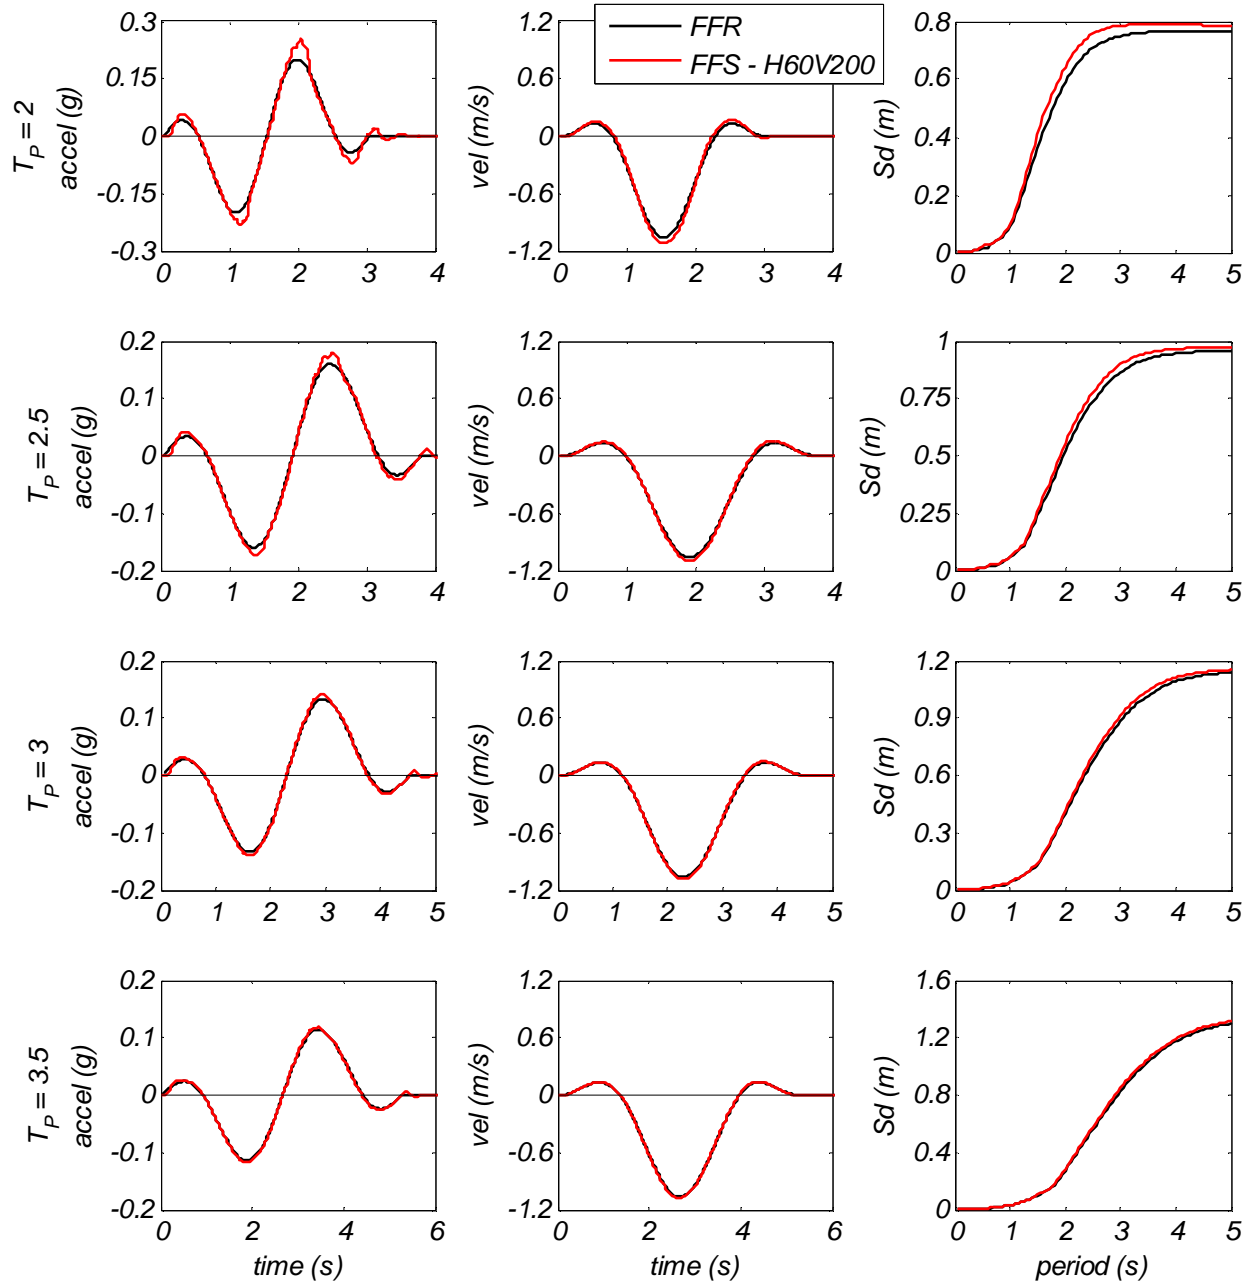 FFR
FFS - H60V200
T_P = 2
accel (g)
0.3
0.15
0
-0.15
-0.3
0 1 2 3 4
vel (m/s)
1.2
0.6
0
-0.6
-1.2
0 1 2 3 4
Sd (m)
0.8
0.6
0.4
0.2
0
0 1 2 3 4 5
T_P = 2.5
accel (g)
0.2
0.1
0
-0.1
-0.2
0 1 2 3 4
vel (m/s)
1.2
0.6
0
-0.6
-1.2
0 1 2 3 4
Sd (m)
1
0.75
0.5
0.25
0
0 1 2 3 4 5
T_P = 3
accel (g)
0.2
0.1
0
-0.1
-0.2
0 1 2 3 4 5
vel (m/s)
1.2
0.6
0
-0.6
-1.2
0 1 2 3 4 5
Sd (m)
1.2
0.9
0.6
0.3
0
0 1 2 3 4 5
T_P = 3.5
accel (g)
0.2
0.1
0
-0.1
-0.2
0 2 4 6
time (s)
vel (m/s)
1.2
0.6
0
-0.6
-1.2
0 2 4 6
time (s)
Sd (m)
1.6
1.2
0.8
0.4
0
0 1 2 3 4 5
period (s)